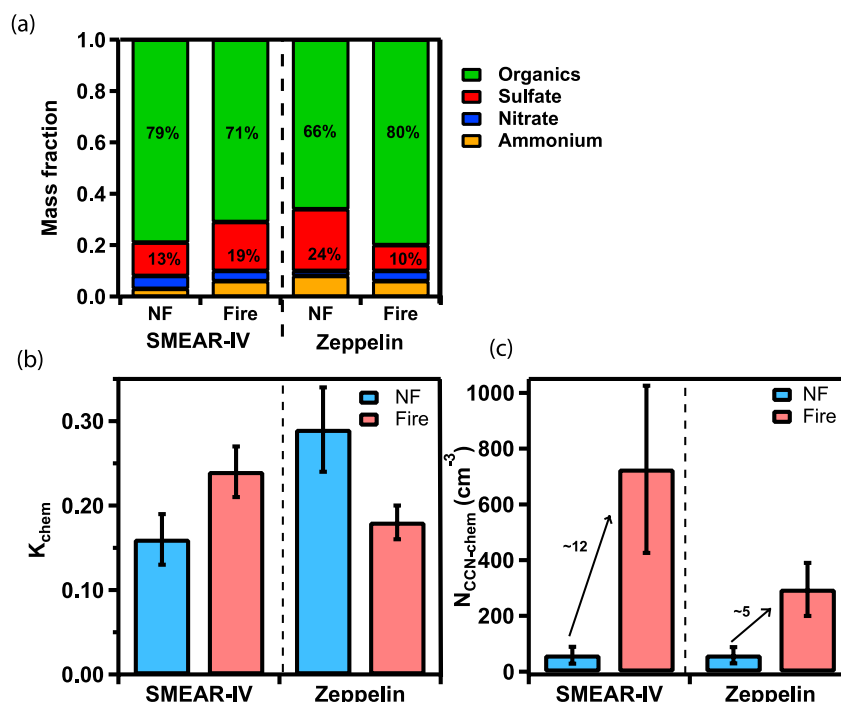 (a)
Mass fraction
1.0
0.8
0.6
0.4
0.2
0.0
79%
71%
66%
80%
13%
19%
24%
10%
NF
Fire
NF
Fire
SMEAR-IV
Zeppelin
Organics
Sulfate
Nitrate
Ammonium
(b)
Kchem
0.30
0.20
0.10
0.00
NF
Fire
SMEAR-IV
Zeppelin
(c)
NCCN-chem (cm-3)
1000
800
600
400
200
0
NF
Fire
~12
~5
SMEAR-IV
Zeppelin